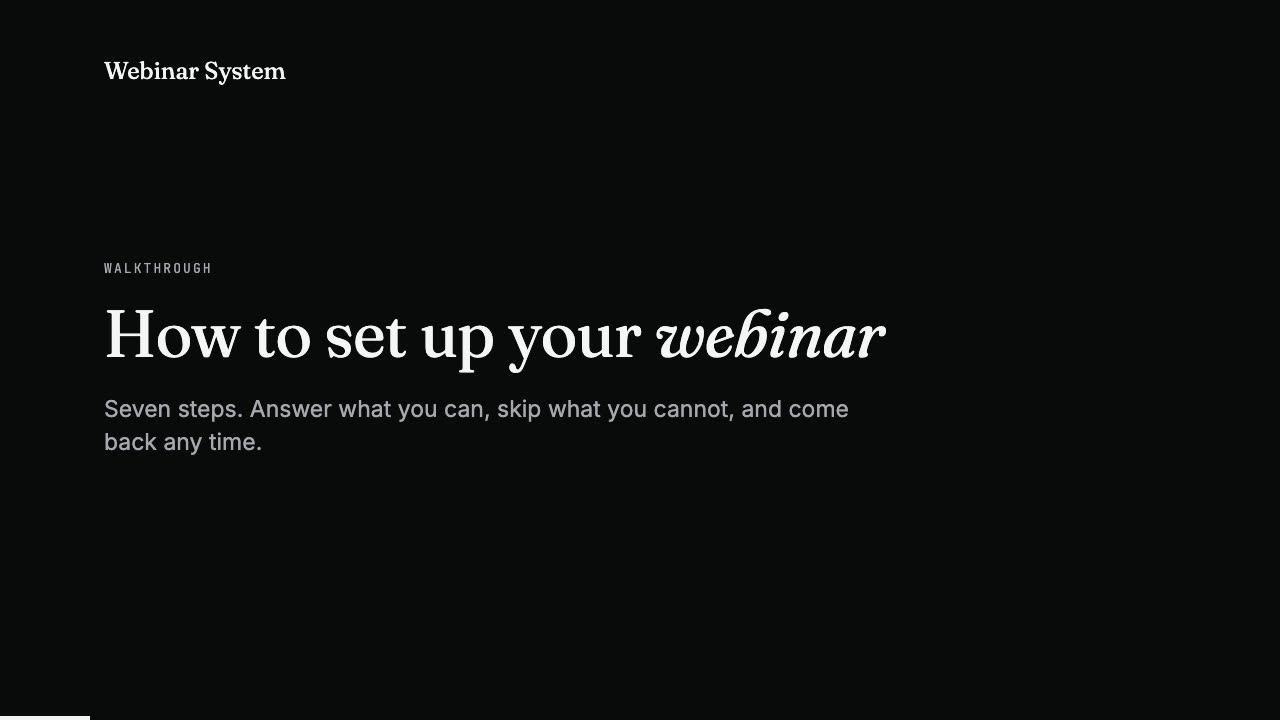 Webinar System
WALKTHROUGH
How to set up your webinar
Seven steps. Answer what you can, skip what you cannot, and come
back any time.